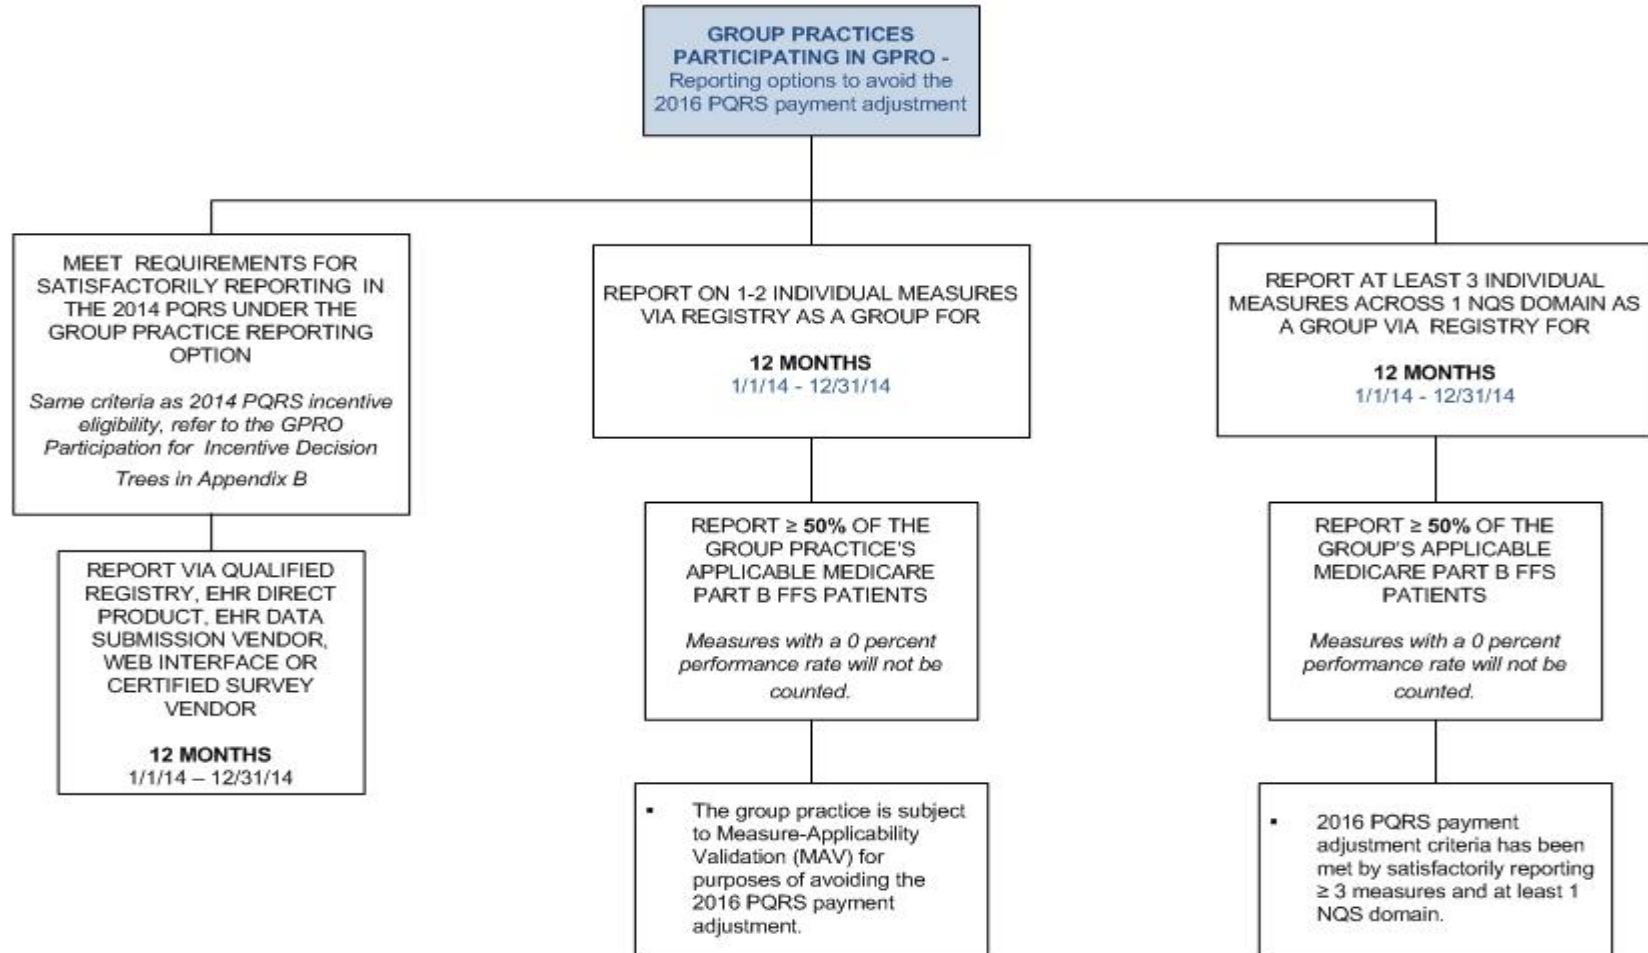 GROUP PRACTICES
PARTICIPATING IN GPRO -
Reporting options to avoid the
2016 PQRS payment adjustment
MEET REQUIREMENTS FOR
SATISFACTORILY REPORTING IN
THE 2014 PQRS UNDER THE
GROUP PRACTICE REPORTING
OPTION
Same criteria as 2014 PQRS incentive
eligibility, refer to the GPRO
Participation for Incentive Decision
Trees in Appendix B
REPORT VIA QUALIFIED
REGISTRY, EHR DIRECT
PRODUCT, EHR DATA
SUBMISSION VENDOR,
WEB INTERFACE OR
CERTIFIED SURVEY
VENDOR
12 MONTHS
1/1/14 – 12/31/14
REPORT ON 1-2 INDIVIDUAL MEASURES
VIA REGISTRY AS A GROUP FOR
12 MONTHS
1/1/14 - 12/31/14
REPORT ≥ 50% OF THE
GROUP PRACTICE'S
APPLICABLE MEDICARE
PART B FFS PATIENTS
Measures with a 0 percent
performance rate will not be
counted.
▪ The group practice is subject
to Measure-Applicability
Validation (MAV) for
purposes of avoiding the
2016 PQRS payment
adjustment.
REPORT AT LEAST 3 INDIVIDUAL
MEASURES ACROSS 1 NQS DOMAIN AS
A GROUP VIA REGISTRY FOR
12 MONTHS
1/1/14 - 12/31/14
REPORT ≥ 50% OF THE
GROUP'S APPLICABLE
MEDICARE PART B FFS
PATIENTS
Measures with a 0 percent
performance rate will not be
counted.
▪ 2016 PQRS payment
adjustment criteria has been
met by satisfactorily reporting
≥ 3 measures and at least 1
NQS domain.